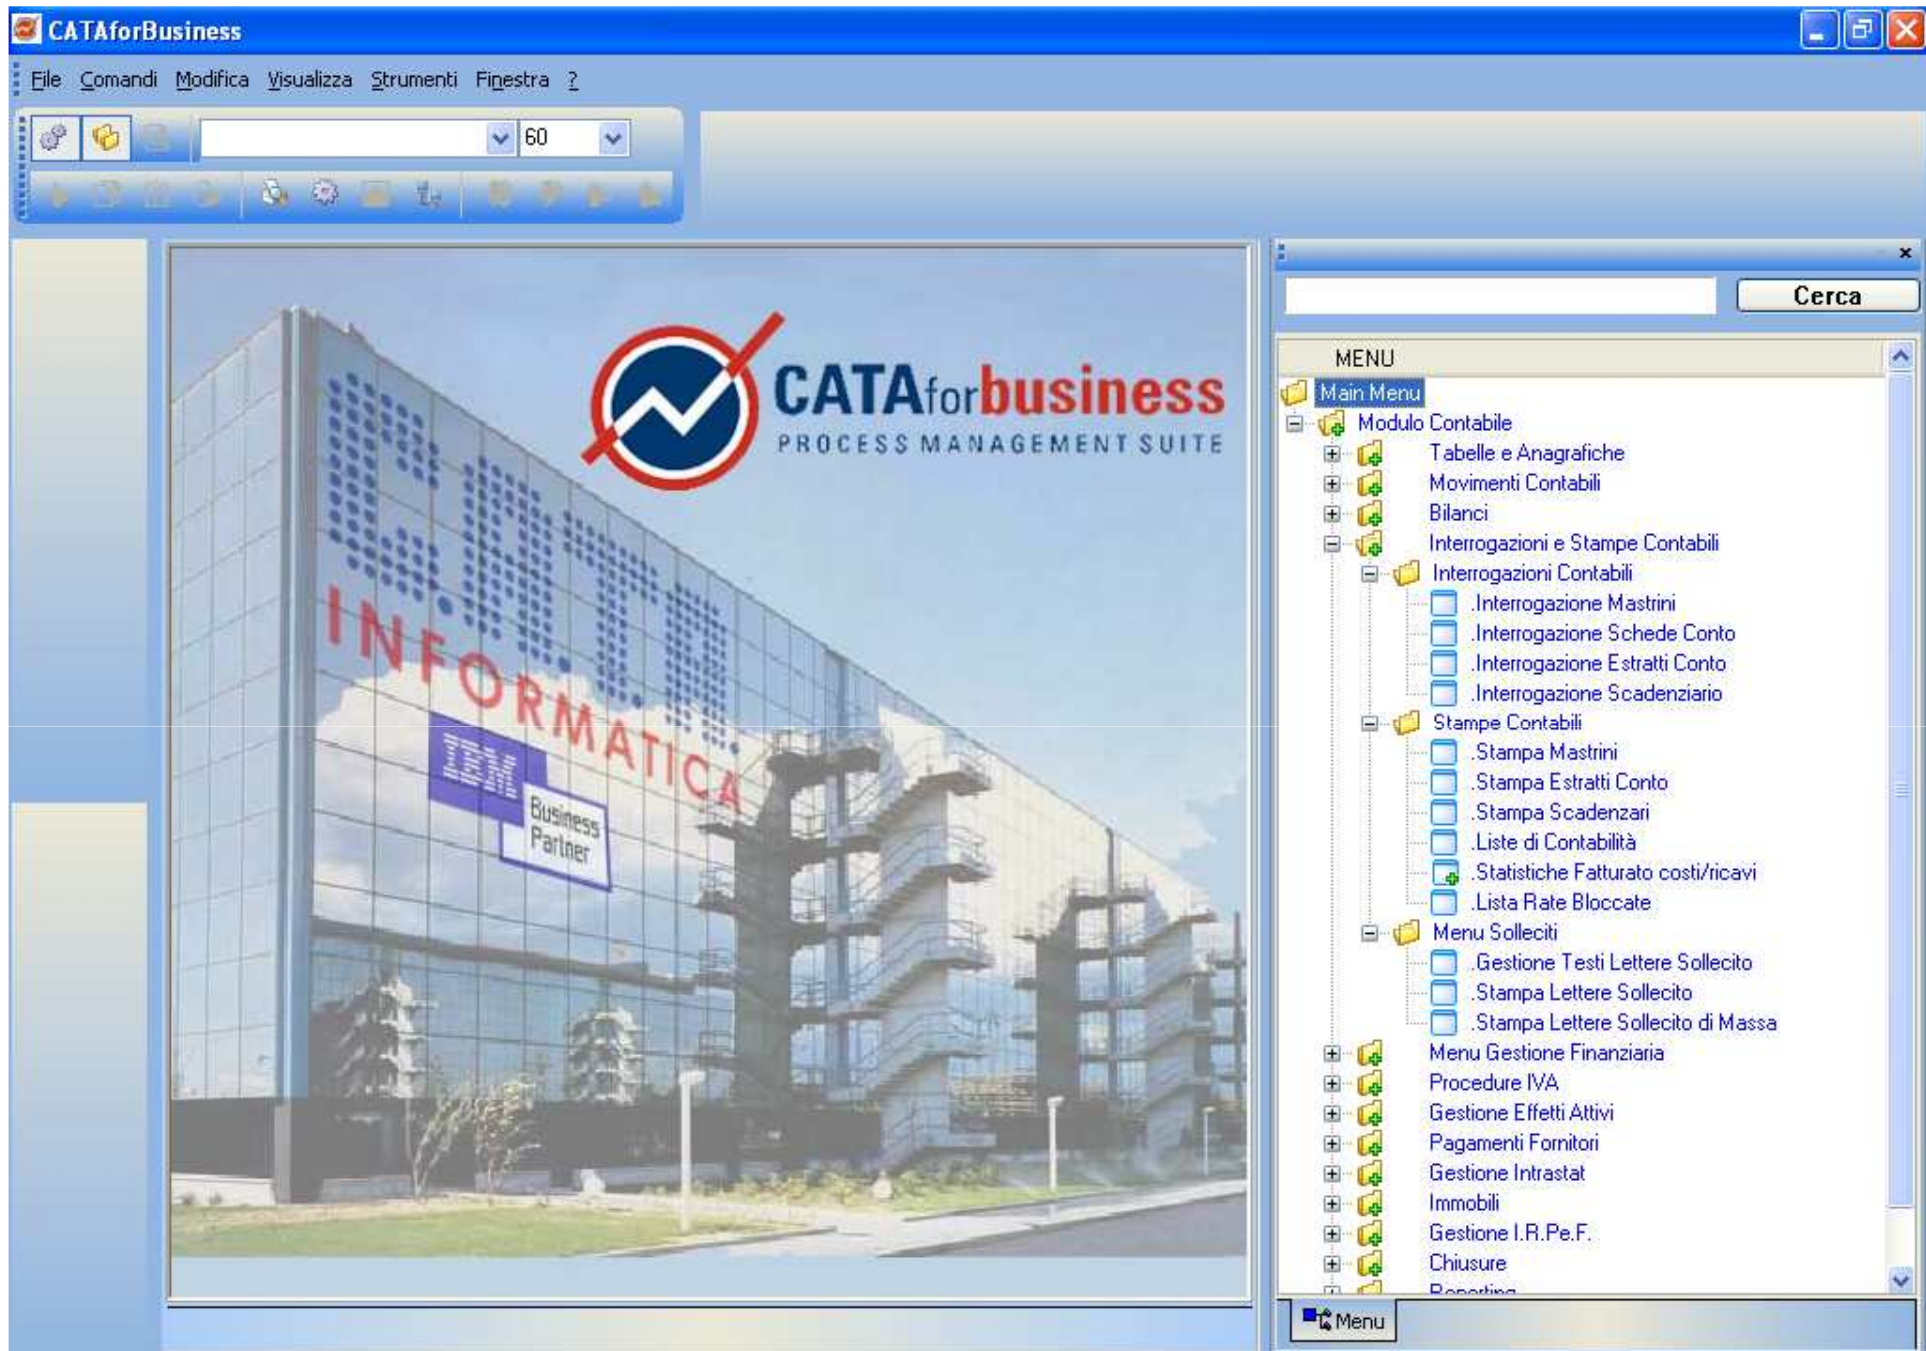 CATAforBusiness
File Comandi Modifica Visualizza Strumenti Finestra ?
60
Cerca
CATAforbusiness
PROCESS MANAGEMENT SUITE
C.A.T.A.
INFORMATICA
Business
Partner
MENU
Main Menu
Modulo Contabile
Tabelle e Anagrafiche
Movimenti Contabili
Bilanci
Interrogazioni e Stampe Contabili
Interrogazioni Contabili
.Interrogazione Mastrini
.Interrogazione Schede Conto
.Interrogazione Estratti Conto
.Interrogazione Scadenziario
Stampe Contabili
.Stampa Mastrini
.Stampa Estratti Conto
.Stampa Scadenzari
.Liste di Contabilità
.Statistiche Fatturato costi/ricavi
.Lista Rate Bloccate
Menu Solleciti
.Gestione Testi Lettere Sollecito
.Stampa Lettere Sollecito
.Stampa Lettere Sollecito di Massa
Menu Gestione Finanziaria
Procedure IVA
Gestione Effetti Attivi
Pagamenti Fornitori
Gestione Intrastat
Immobili
Gestione I.R.Pe.F.
Chiusure
Reporting
Menu